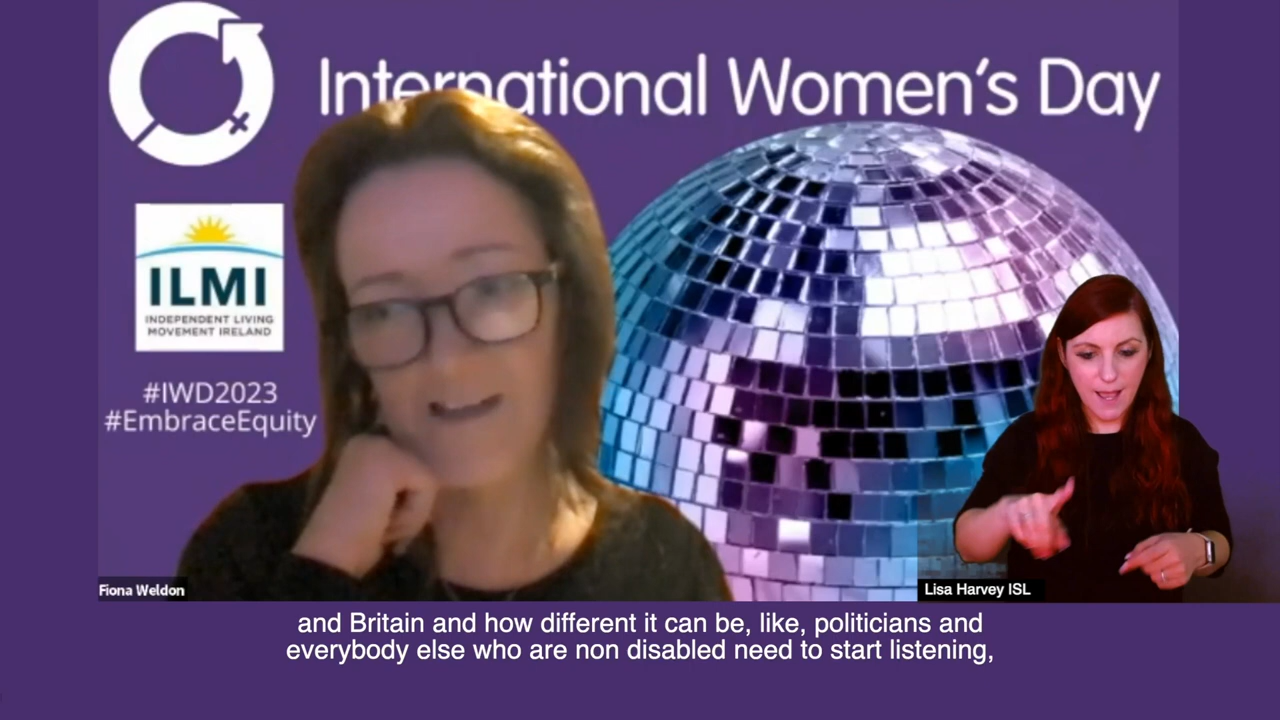 International Women's Day
ILMI
INDEPENDENT LIVING
MOVEMENT IRELAND
#IWD2023
#EmbraceEquity
Fiona Weldon
Lisa Harvey ISL
and Britain and how different it can be, like, politicians and
everybody else who are non disabled need to start listening,